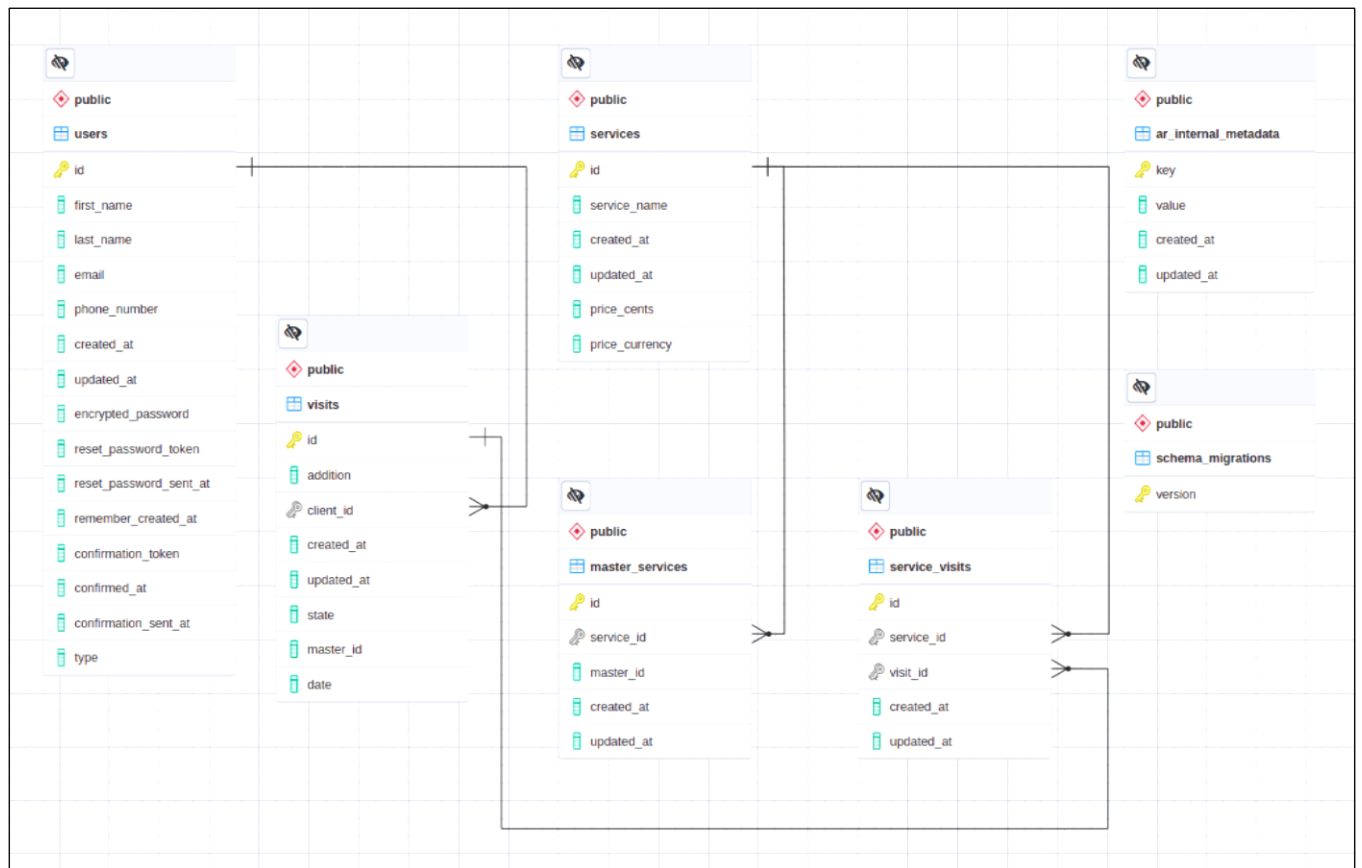 public
users
id
first_name
last_name
email
phone_number
created_at
updated_at
encrypted_password
reset_password_token
reset_password_sent_at
remember_created_at
confirmation_token
confirmed_at
confirmation_sent_at
type
public
visits
id
addition
client_id
created_at
updated_at
state
master_id
date
public
services
id
service_name
created_at
updated_at
price_cents
price_currency
public
master_services
id
service_id
master_id
created_at
updated_at
public
service_visits
id
service_id
visit_id
created_at
updated_at
public
ar_internal_metadata
key
value
created_at
updated_at
public
schema_migrations
version